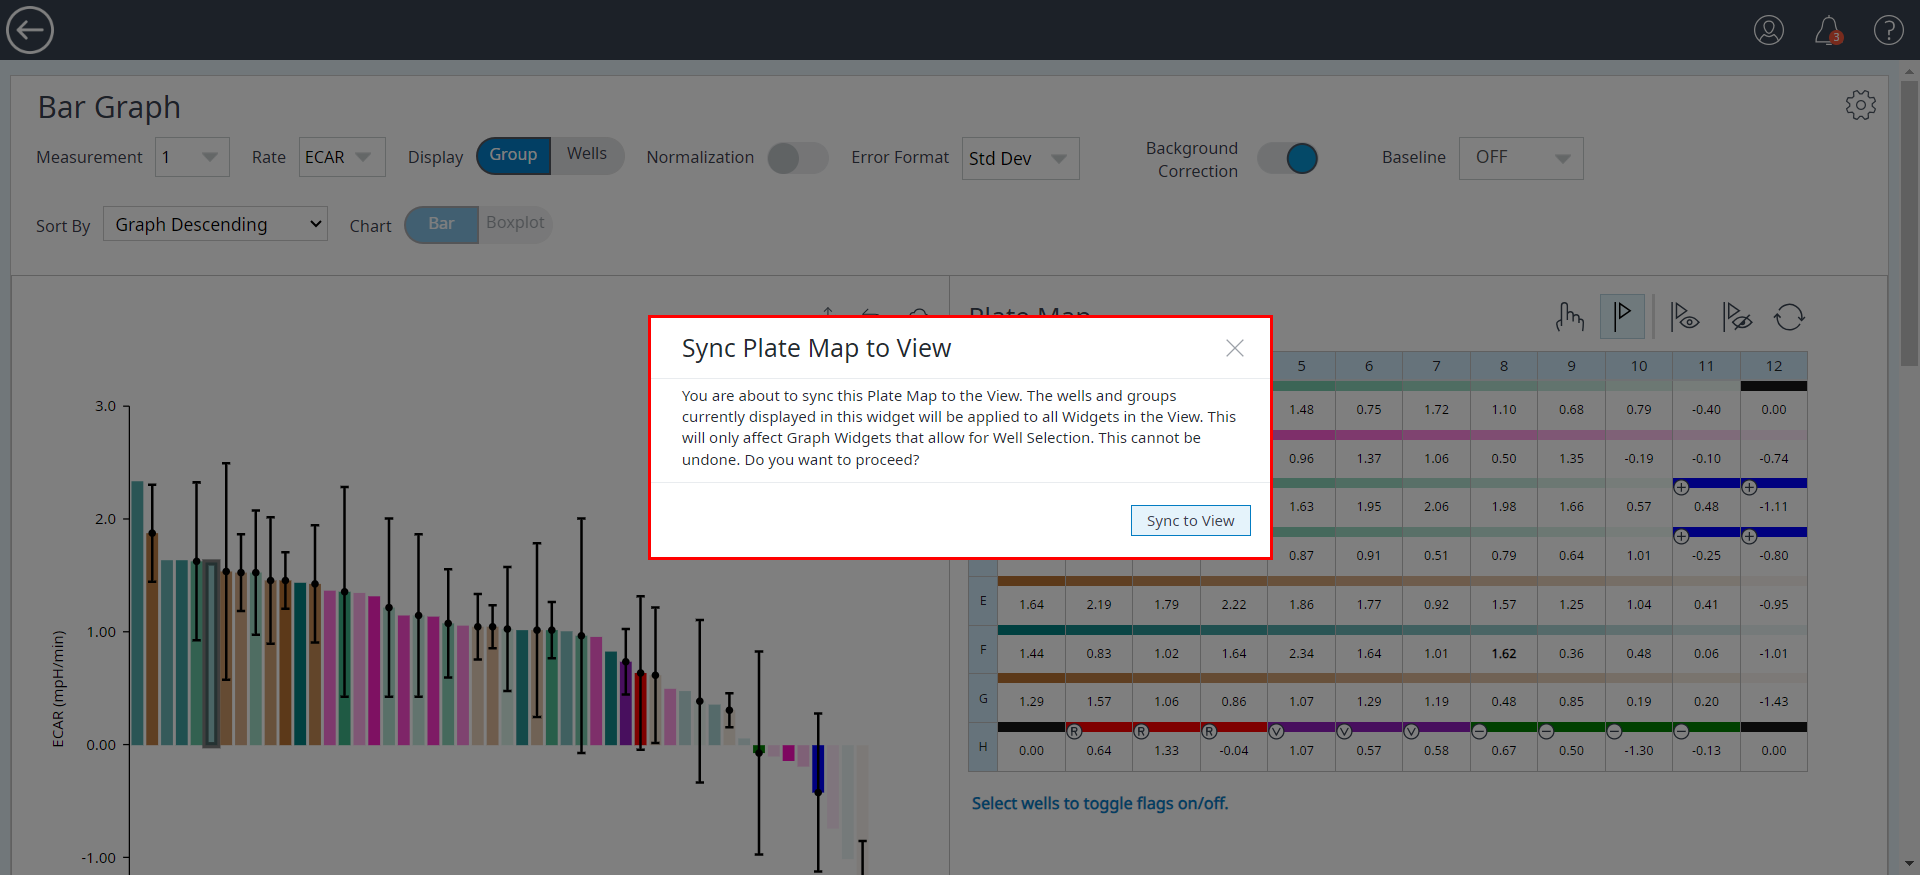 3
Bar Graph
Measurement 1 Rate ECAR Display Group Wells Normalization Error Format Std Dev Background Correction Baseline OFF
Sort By Graph Descending Chart Bar Boxplot
Plate Map
Sync Plate Map to View
You are about to sync this Plate Map to the View. The wells and groups
currently displayed in this widget will be applied to all Widgets in the View. This
will only affect Graph Widgets that allow for Well Selection. This cannot be
undone. Do you want to proceed?
Sync to View
ECAR (mpH/min)
3.0
2.0
1.00
0.00
-1.00
5 6 7 8 9 10 11 12
1.48 0.75 1.72 1.10 0.68 0.79 -0.40 0.00
0.96 1.37 1.06 0.50 1.35 -0.19 -0.10 -0.74
1.63 1.95 2.06 1.98 1.66 0.57 0.48 -1.11
0.87 0.91 0.51 0.79 0.64 1.01 -0.25 -0.80
E 1.64 2.19 1.79 2.22 1.86 1.77 0.92 1.57 1.25 1.04 0.41 -0.95
F 1.44 0.83 1.02 1.64 2.34 1.64 1.01 1.62 0.36 0.48 0.06 -1.01
G 1.29 1.57 1.06 0.86 1.07 1.29 1.19 0.48 0.85 0.19 0.20 -1.43
R R R V V V
H 0.00 0.64 1.33 -0.04 1.07 0.57 0.58 0.67 0.50 -1.30 -0.13 0.00
Select wells to toggle flags on/off.